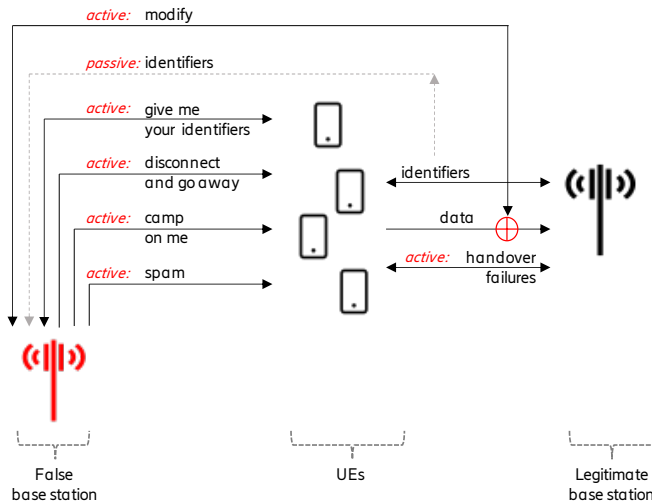 active: modify
passive: identifiers
active: give me
your identifiers
active: disconnect
and go away
identifiers
active: camp
on me
data
active: handover
failures
active: spam
False
base station
UEs
Legitimate
base station